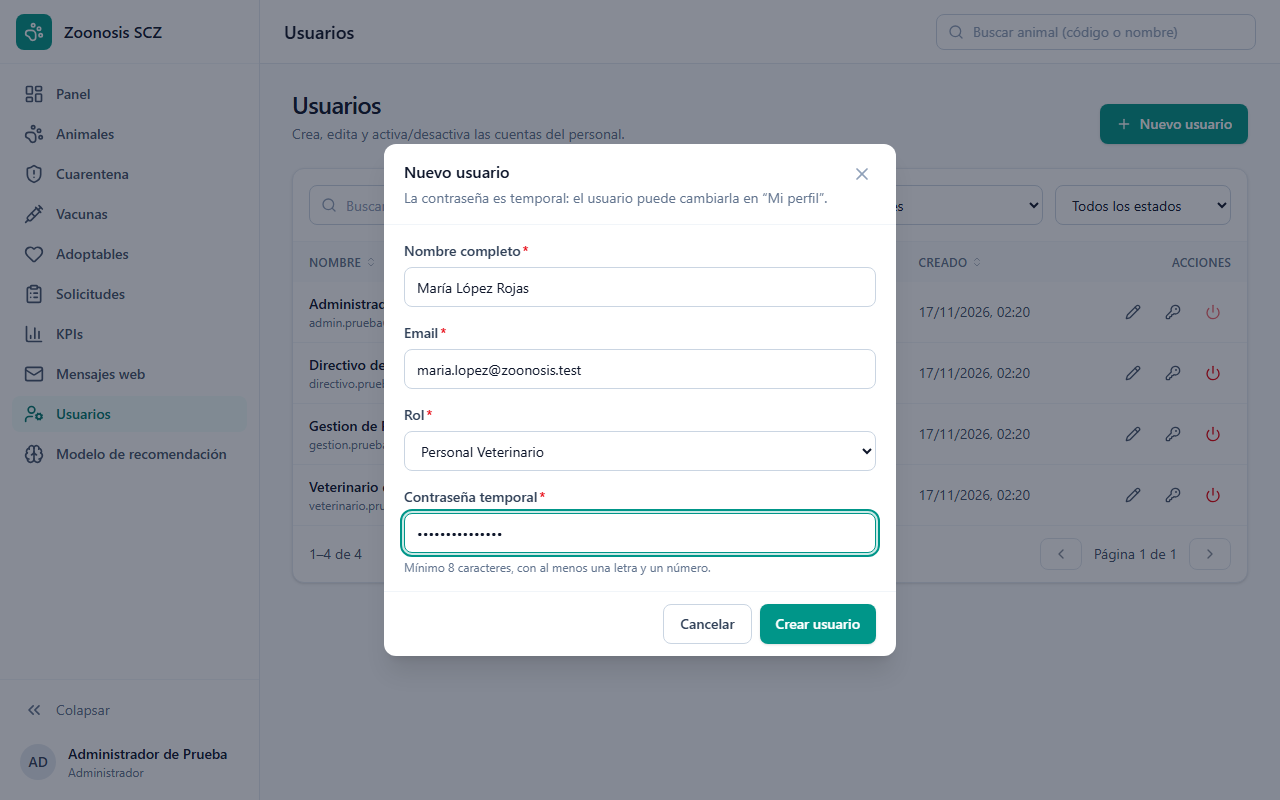 Zoonosis SCZ
Usuarios
Buscar animal (código o nombre)
Panel
Animales
Cuarentena
Vacunas
Adoptables
Solicitudes
KPIs
Mensajes web
Usuarios
Modelo de recomendación
Colapsar
AD
Administrador de Prueba
Administrador
Usuarios
Crea, edita y activa/desactiva las cuentas del personal.
Nuevo usuario
Todos los estados
NOMBRE
CREADO
ACCIONES
17/11/2026, 02:20
17/11/2026, 02:20
17/11/2026, 02:20
17/11/2026, 02:20
1–4 de 4
Página 1 de 1
Nuevo usuario
La contraseña es temporal: el usuario puede cambiarla en “Mi perfil”.
Nombre completo*
María López Rojas
Email*
maria.lopez@zoonosis.test
Rol*
Personal Veterinario
Contraseña temporal*
•••••••••••••••
Mínimo 8 caracteres, con al menos una letra y un número.
Cancelar
Crear usuario